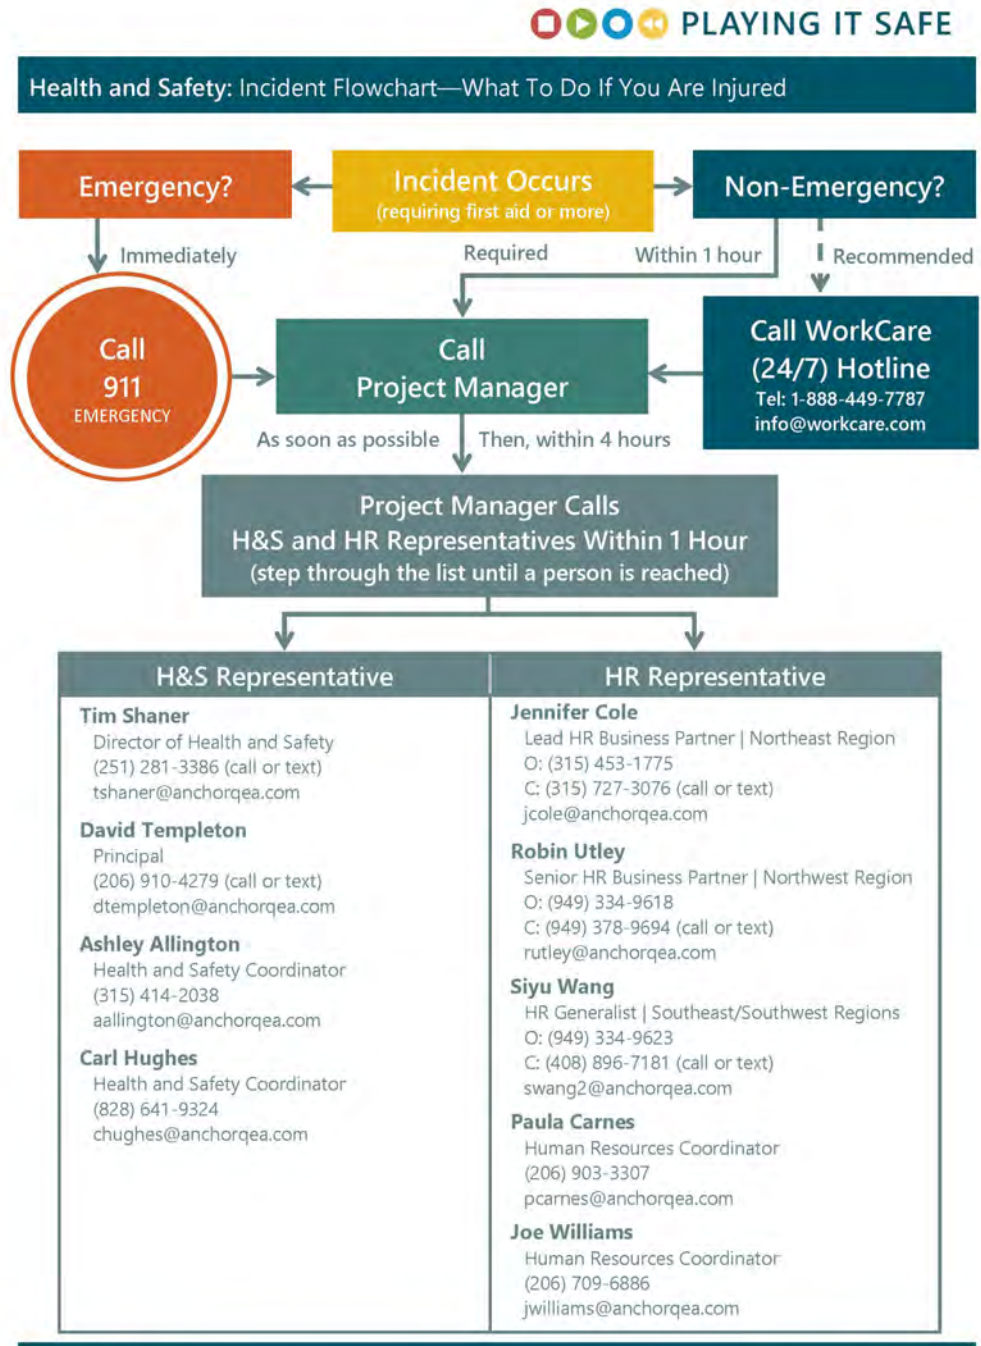 PLAYING IT SAFE
Health and Safety: Incident Flowchart—What To Do If You Are Injured
Emergency?
Incident Occurs
(requiring first aid or more)
Non-Emergency?
Immediately
Required
Within 1 hour
Recommended
Call
911
EMERGENCY
Call
Project Manager
Call WorkCare
(24/7) Hotline
Tel: 1-888-449-7787
info@workcare.com
As soon as possible
Then, within 4 hours
Project Manager Calls
H&S and HR Representatives Within 1 Hour
(step through the list until a person is reached)
H&S Representative
Tim Shaner
Director of Health and Safety
(251) 281-3386 (call or text)
tshaner@anchorqea.com
David Templeton
Principal
(206) 910-4279 (call or text)
dtempleton@anchorqea.com
Ashley Allington
Health and Safety Coordinator
(315) 414-2038
aallington@anchorqea.com
Carl Hughes
Health and Safety Coordinator
(828) 641-9324
chughes@anchorqea.com
HR Representative
Jennifer Cole
Lead HR Business Partner | Northeast Region
O: (315) 453-1775
C: (315) 727-3076 (call or text)
jcole@anchorqea.com
Robin Utley
Senior HR Business Partner | Northwest Region
O: (949) 334-9618
C: (949) 378-9694 (call or text)
rutley@anchorqea.com
Siyu Wang
HR Generalist | Southeast/Southwest Regions
O: (949) 334-9623
C: (408) 896-7181 (call or text)
swang2@anchorqea.com
Paula Carnes
Human Resources Coordinator
(206) 903-3307
pcarnes@anchorqea.com
Joe Williams
Human Resources Coordinator
(206) 709-6886
jwilliams@anchorqea.com